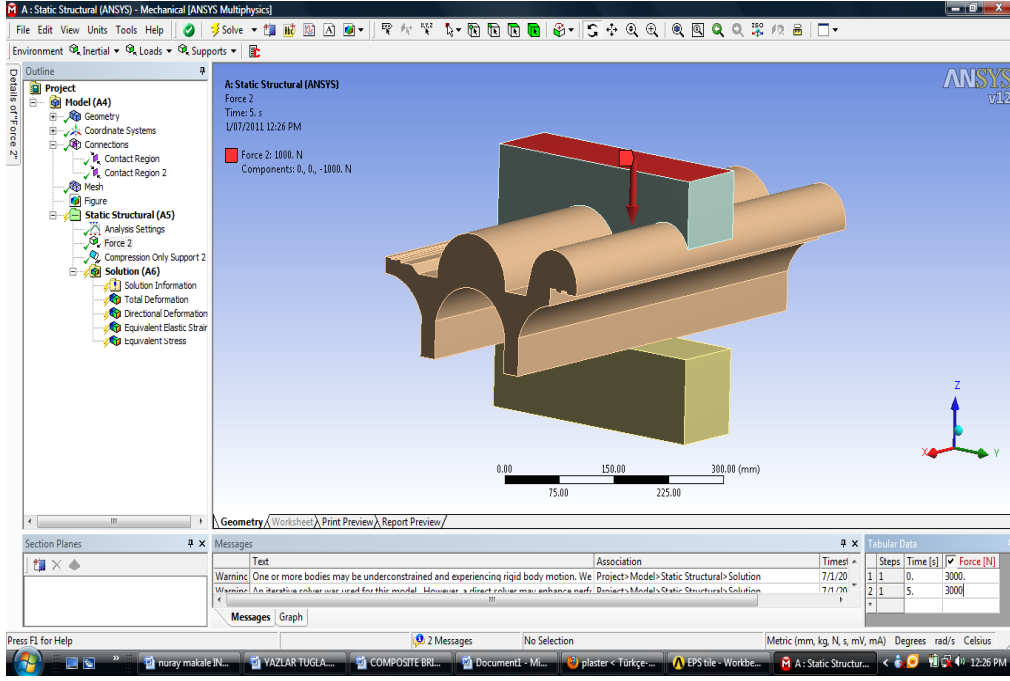 A : Static Structural (ANSYS) - Mechanical [ANSYS Multiphysics]
File Edit View Units Tools Help Solve
Environment Inertial Loads Supports
Details of "Force 2"
Outline
Project
Model (A4)
Geometry
Coordinate Systems
Connections
Contact Region
Contact Region 2
Mesh
Figure
Static Structural (A5)
Analysis Settings
Force 2
Compression Only Support 2
Solution (A6)
Solution Information
Total Deformation
Directional Deformation
Equivalent Elastic Strair
Equivalent Stress
A: Static Structural (ANSYS)
Force 2
Time: 5. s
1/07/2011 12:26 PM
Force 2: 1000. N
Components: 0., 0., -1000. N
ANSYS
v12
Z
X Y
0.00 150.00 300.00 (mm)
75.00 225.00
Geometry Worksheet Print Preview Report Preview
Section Planes
Messages
Text Association Timest
Warning One or more bodies may be underconstrained and experiencing rigid body motion. We Project>Model>Static Structural>Solution 7/1/20
Warning An iterative solver was used for this model. However, a direct solver may enhance perf Project>Model>Static Structural>Solution 7/1/20
Messages Graph
Tabular Data
Steps Time [s] Force [N]
1 1 0. 3000.
2 1 5. 3000
*
Press F1 for Help 2 Messages No Selection Metric (mm, kg, N, s, mV, mA) Degrees rad/s Celsius
nuray makale IN... YAZLAR TUGLA.... COMPOSITE BRI... Document1 - Mi... plaster < Türkçe-... EPS tile - Workbe... A : Static Structur... 12:26 PM